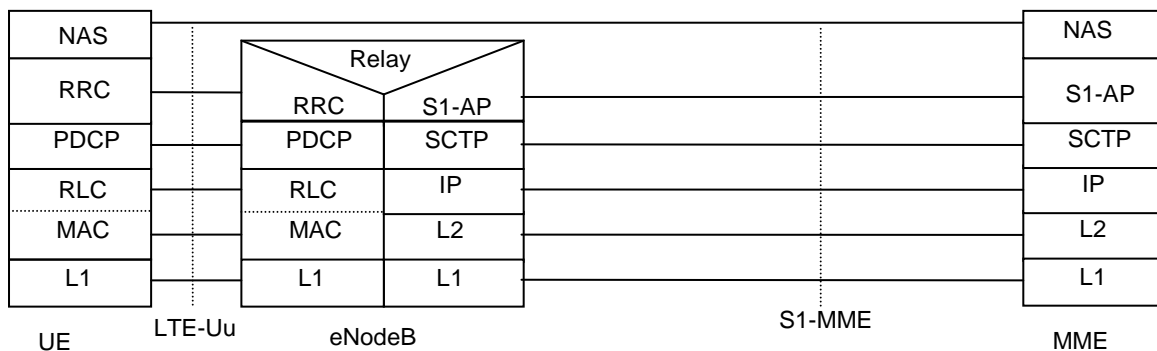 NAS NAS
Relay
RRC RRC S1-AP S1-AP
PDCP PDCP SCTP SCTP
RLC RLC IP IP
MAC MAC L2 L2
L1 L1 L1 L1
LTE-Uu S1-MME
UE eNodeB MME